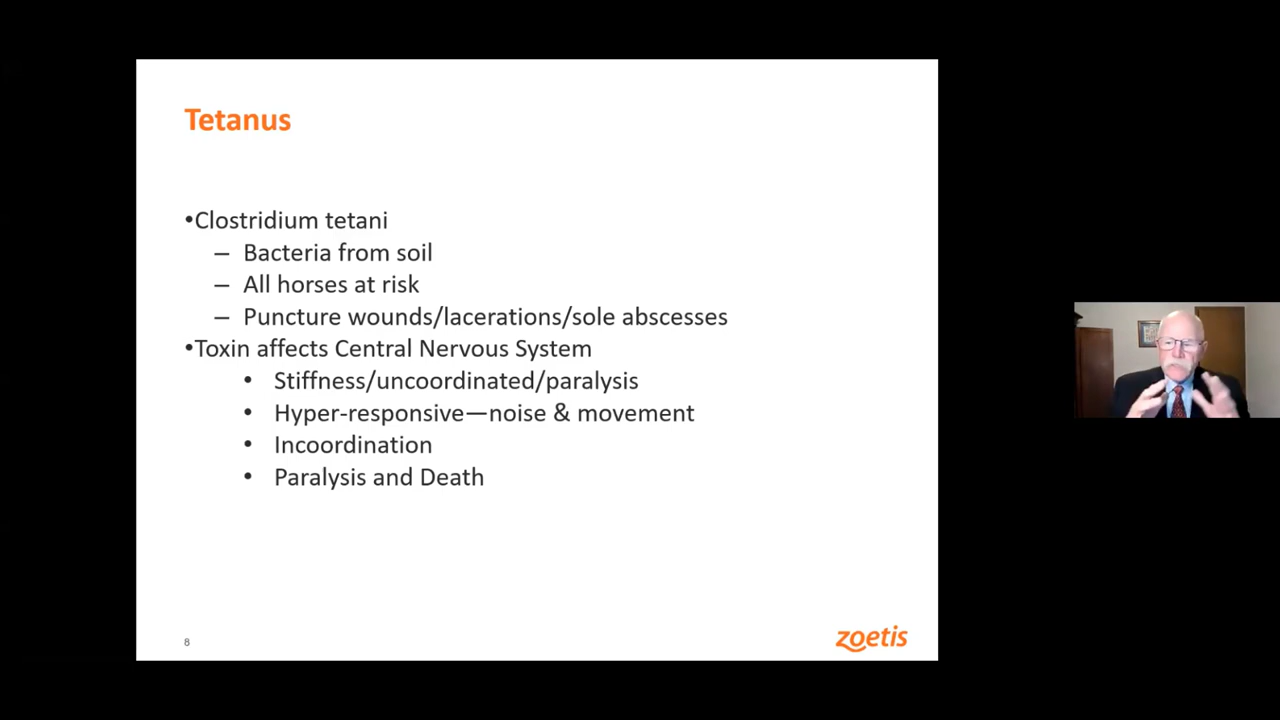 Tetanus
•Clostridium tetani
– Bacteria from soil
– All horses at risk
– Puncture wounds/lacerations/sole abscesses
•Toxin affects Central Nervous System
• Stiffness/uncoordinated/paralysis
• Hyper-responsive—noise & movement
• Incoordination
• Paralysis and Death
8
zoetis